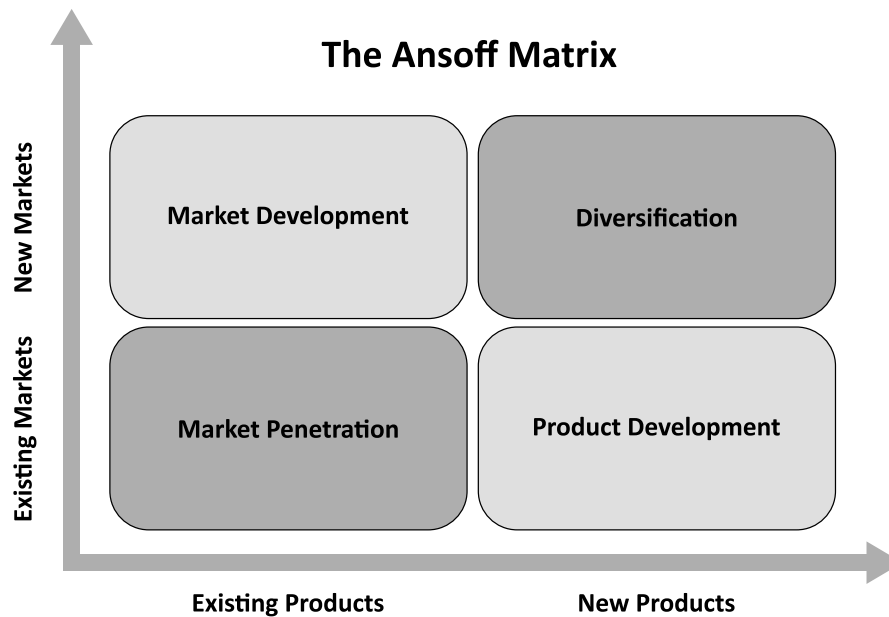 The Ansoff Matrix
New Markets
Market Development
Diversification
Existing Markets
Market Penetration
Product Development
Existing Products
New Products